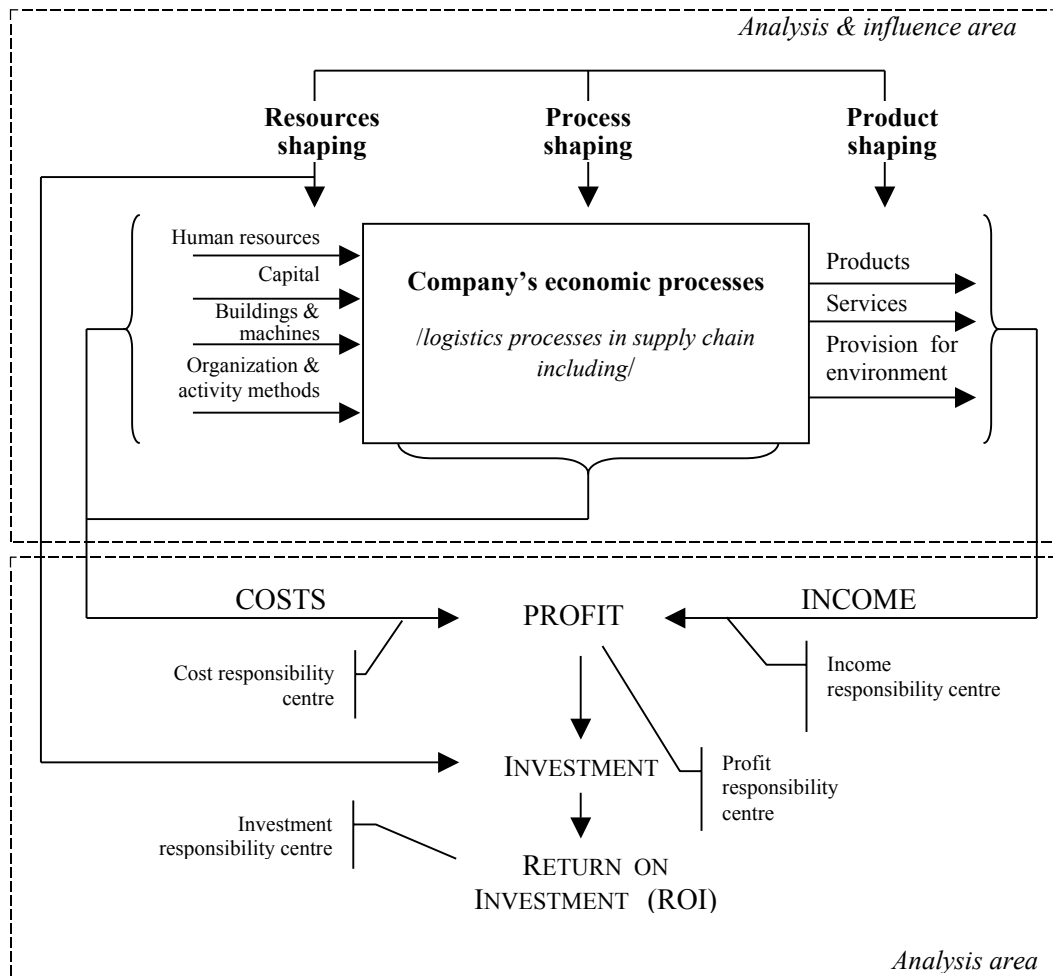 Analysis & influence area
Resources
shaping
Process
shaping
Product
shaping
Human resources
Capital
Buildings &
machines
Organization &
activity methods
Company’s economic processes
/logistics processes in supply chain
including/
Products
Services
Provision for
environment
COSTS
PROFIT
INCOME
Cost responsibility
centre
Income
responsibility centre
INVESTMENT
Profit
responsibility
centre
Investment
responsibility centre
RETURN ON
INVESTMENT (ROI)
Analysis area